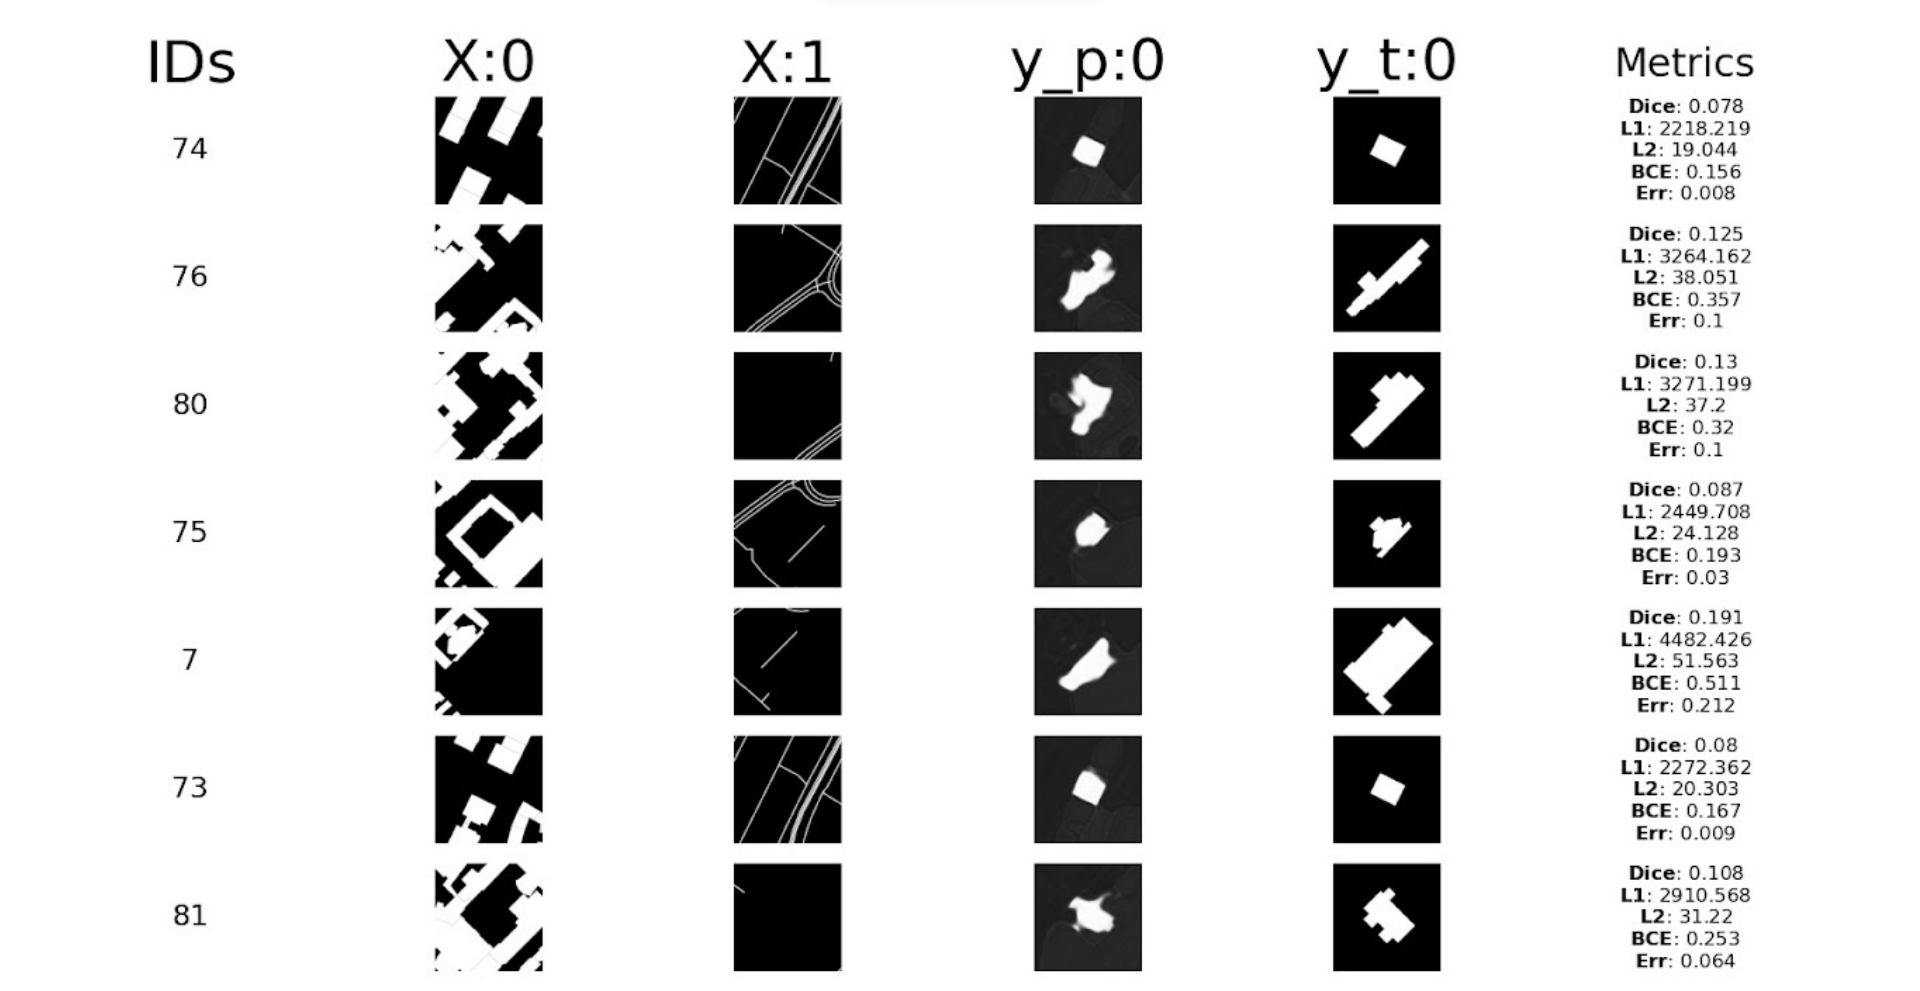 IDs X:0 X:1 y_p:0 y_t:0 Metrics
74
Dice: 0.078
L1: 2218.219
L2: 19.044
BCE: 0.156
Err: 0.008
76
Dice: 0.125
L1: 3264.162
L2: 38.051
BCE: 0.357
Err: 0.1
80
Dice: 0.13
L1: 3271.199
L2: 37.2
BCE: 0.32
Err: 0.1
75
Dice: 0.087
L1: 2449.708
L2: 24.128
BCE: 0.193
Err: 0.03
7
Dice: 0.191
L1: 4482.426
L2: 51.563
BCE: 0.511
Err: 0.212
73
Dice: 0.08
L1: 2272.362
L2: 20.303
BCE: 0.167
Err: 0.009
81
Dice: 0.108
L1: 2910.568
L2: 31.22
BCE: 0.253
Err: 0.064